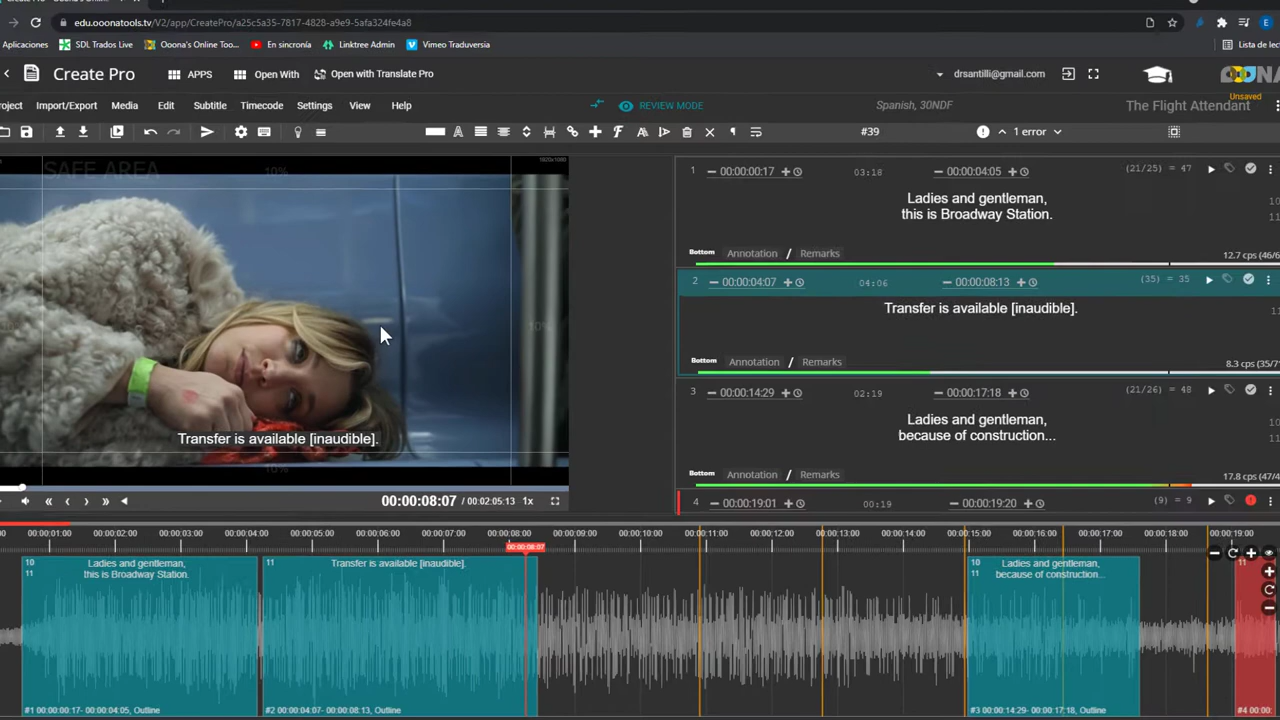 edu.ooonatools.tv/V2/app/CreatePro/a25c5a35-7817-4828-a9e9-5afa324fe4a3
Aplicaciones
SDL Trados Live
Ooona's Online Too...
En sincronía
Linktree Admin
Vimeo Traduversia
Lista de lec
Create Pro
APPS
Open With
Open with Translate Pro
drsantilli@gmail.com
OOONA
Unsaved
roject
Import/Export
Media
Edit
Subtitle
Timecode
Settings
View
Help
REVIEW MODE
Spanish, 30NDF
The Flight Attendant
#39
1 error
SAFE AREA
10%
1920x1080
10%
10%
Transfer is available [inaudible].
00:00:08:07 / 00:02:05:13
1x
1
00:00:00:17
03:18
00:00:04:05
(21/25) = 47
Ladies and gentleman,
this is Broadway Station.
10
11
Bottom
Annotation / Remarks
12.7 cps (46/6
2
00:00:04:07
04:06
00:00:08:13
(35) = 35
Transfer is available [inaudible].
11
Bottom
Annotation / Remarks
8.3 cps (35/7
3
00:00:14:29
02:19
00:00:17:18
(21/26) = 48
Ladies and gentleman,
because of construction...
10
11
Bottom
Annotation / Remarks
17.8 cps (47/4
4
00:00:19:01
00:19
00:00:19:20
(9) = 9
00:00:01:00
00:00:02:00
00:00:03:00
00:00:04:00
00:00:05:00
00:00:06:00
00:00:07:00
00:00:08:00
00:00:09:00
00:00:10:00
00:00:11:00
00:00:12:00
00:00:13:00
00:00:14:00
00:00:15:00
00:00:16:00
00:00:17:00
00:00:18:00
00:00:19:00
00:00:08:07
10
11
Ladies and gentleman,
this is Broadway Station.
#1 00:00:00:17- 00:00:04:05, Outline
11
Transfer is available [inaudible].
#2 00:00:04:07- 00:00:08:13, Outline
10
11
Ladies and gentleman,
because of construction...
#3 00:00:14:29- 00:00:17:18, Outline
11
#4 00:00: